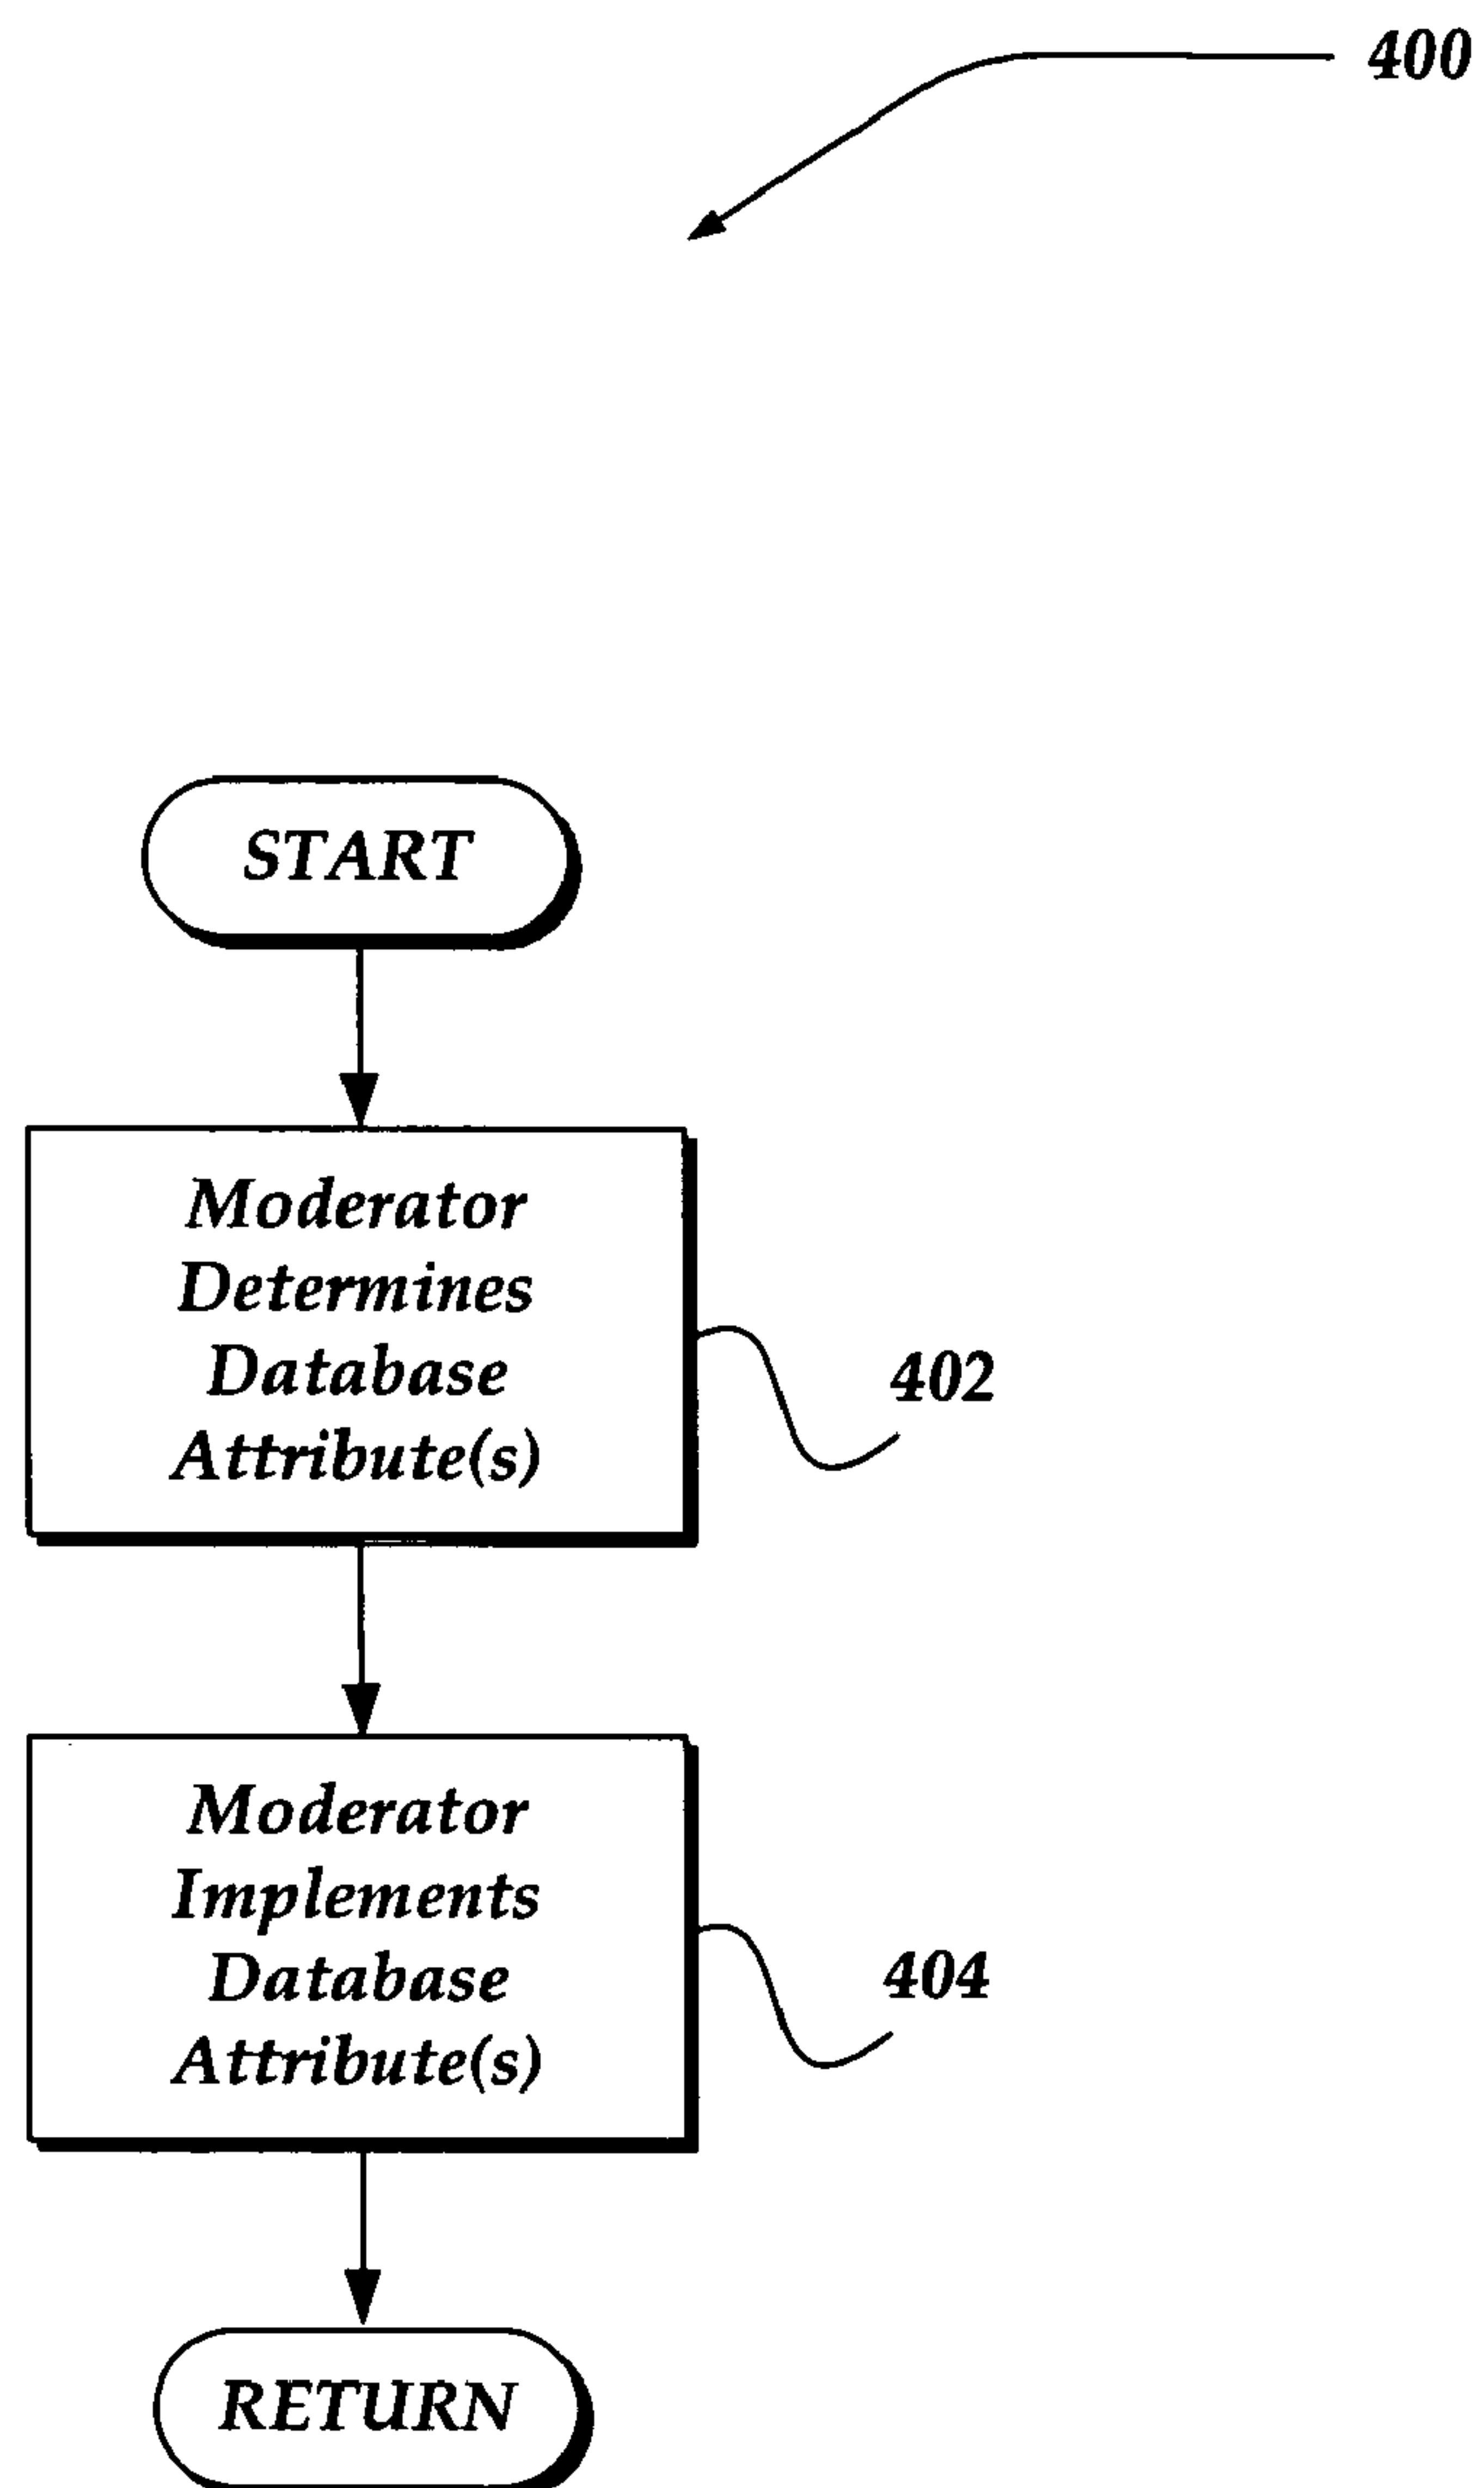 400
START
Moderator
Determines
Database
Attribute(s)
402
Moderator
Implements
Database
Attribute(s)
404
RETURN